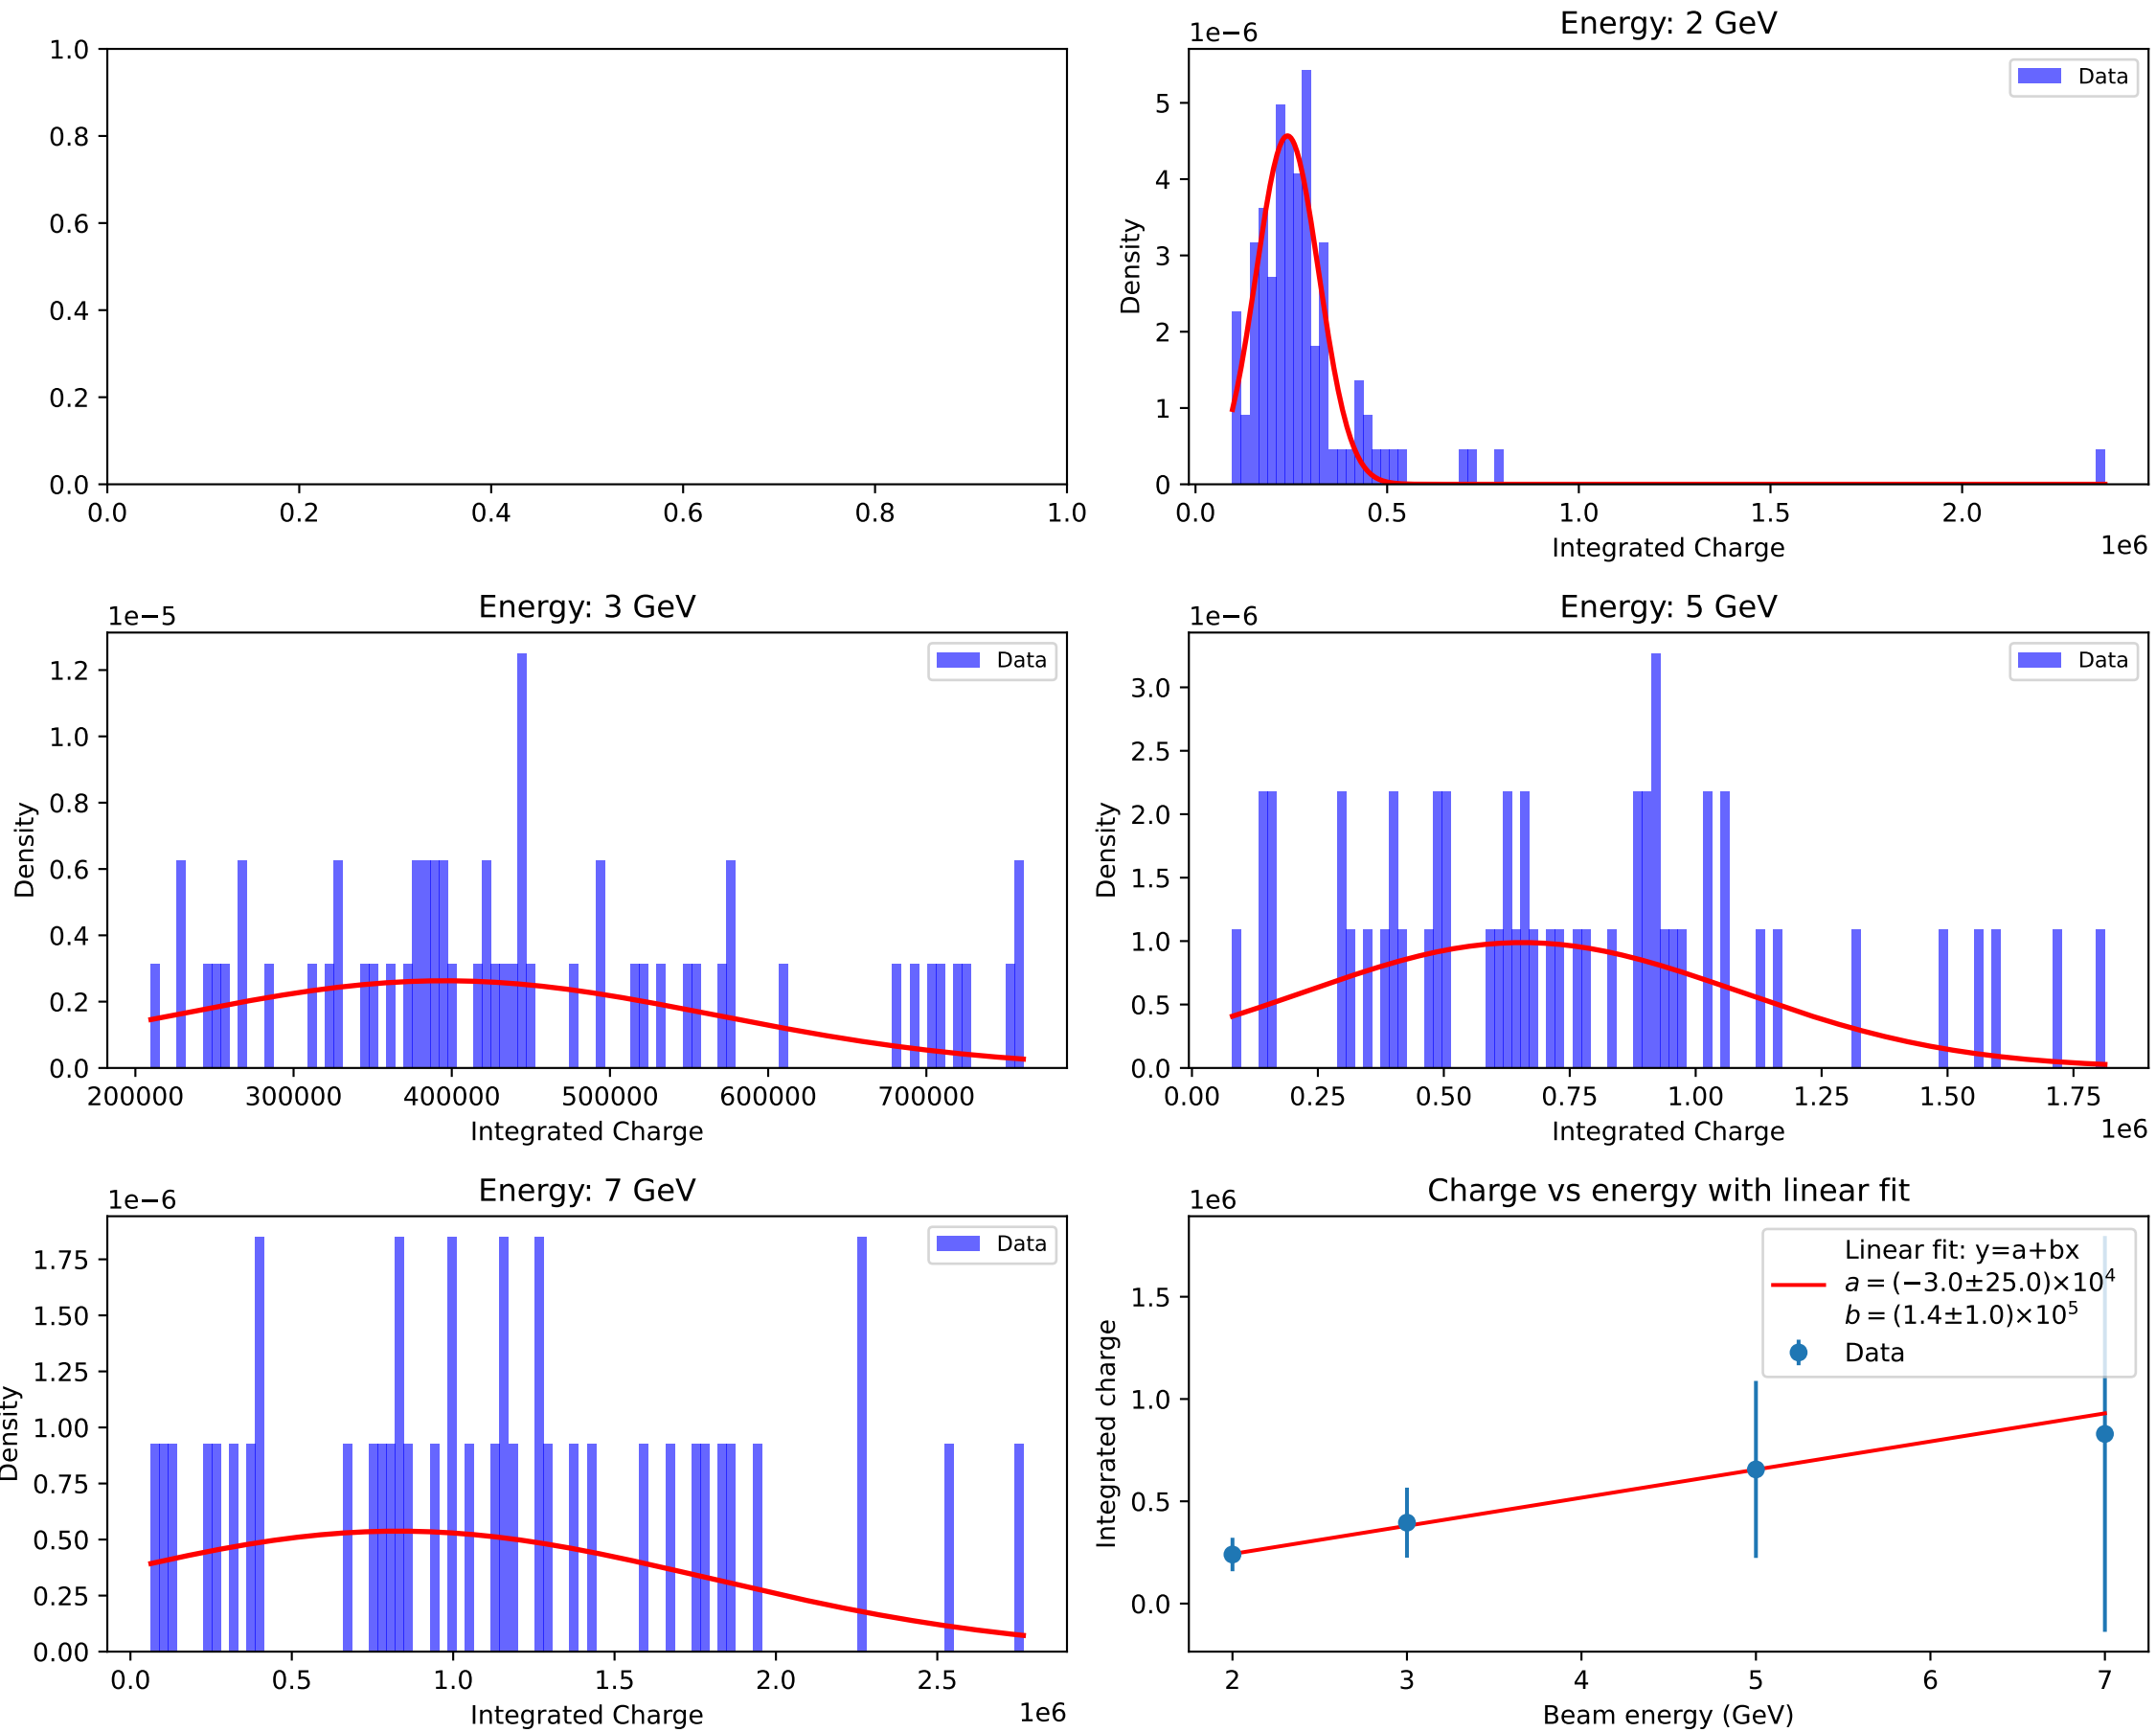 1.0
0.8
0.6
0.4
0.2
0.0
0.0 0.2 0.4 0.6 0.8 1.0
Energy: 2 GeV
1e−6
Data
5
4
3
2
1
0
Density
0.0 0.5 1.0 1.5 2.0
1e6
Integrated Charge
Energy: 3 GeV
1e−5
Data
1.2
1.0
0.8
0.6
0.4
0.2
0.0
Density
200000 300000 400000 500000 600000 700000
Integrated Charge
Energy: 5 GeV
1e−6
Data
3.0
2.5
2.0
1.5
1.0
0.5
0.0
Density
0.00 0.25 0.50 0.75 1.00 1.25 1.50 1.75
1e6
Integrated Charge
Energy: 7 GeV
1e−6
Data
1.75
1.50
1.25
1.00
0.75
0.50
0.25
0.00
Density
0.0 0.5 1.0 1.5 2.0 2.5
1e6
Integrated Charge
Charge vs energy with linear fit
1e6
Linear fit: y=a+bx
a = (−3.0±25.0)×10⁴
b = (1.4±1.0)×10⁵
Data
1.5
1.0
0.5
0.0
Integrated charge
2 3 4 5 6 7
Beam energy (GeV)